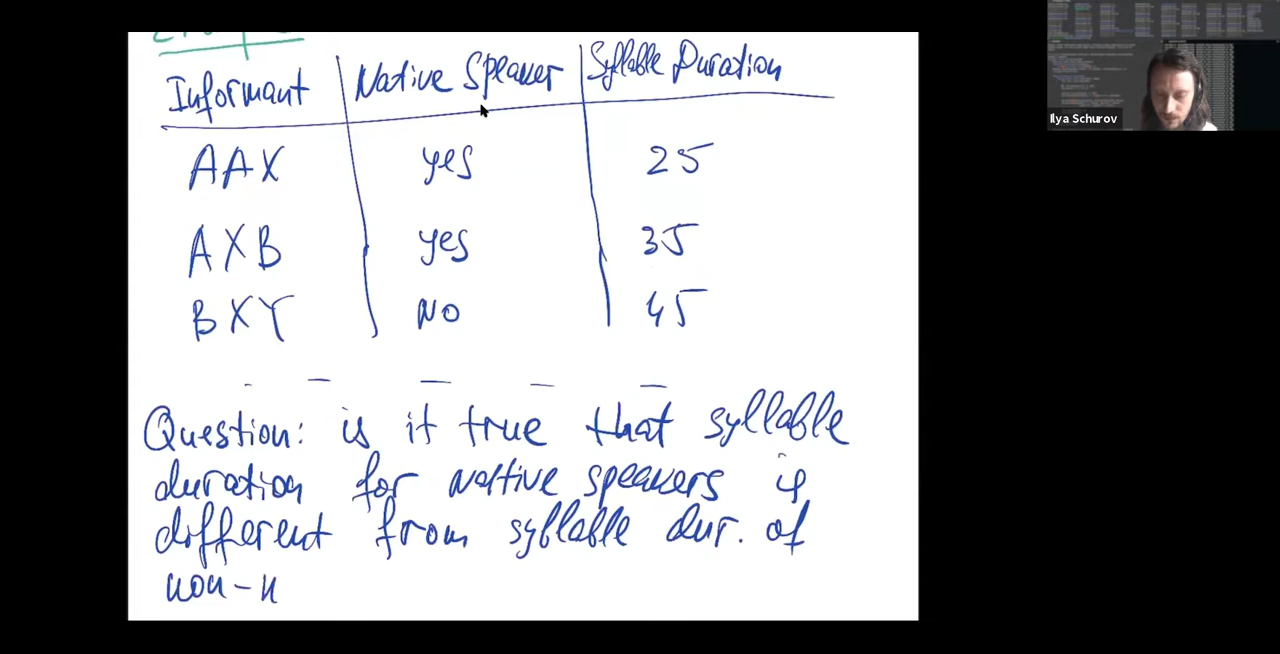 Informant Native Speaker Syllable Duration
AAX yes 25
AXB yes 35
BXY NO 45
Question: is it true that syllable
duration for native speakers is
different from syllable dur. of
non-n
Ilya Schurov